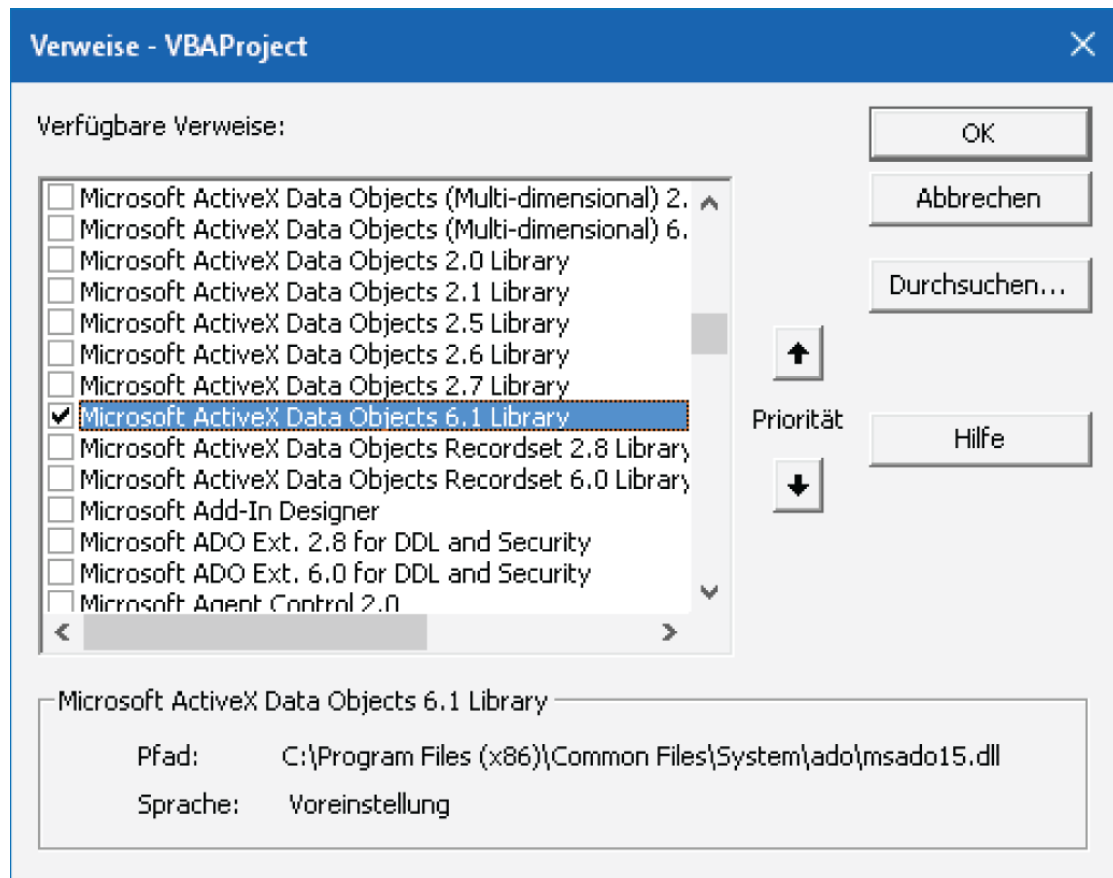 Verweise - VBAProject
Verfügbare Verweise:
OK
Abbrechen
Durchsuchen...
Priorität
Hilfe
Microsoft ActiveX Data Objects (Multi-dimensional) 2.
Microsoft ActiveX Data Objects (Multi-dimensional) 6.
Microsoft ActiveX Data Objects 2.0 Library
Microsoft ActiveX Data Objects 2.1 Library
Microsoft ActiveX Data Objects 2.5 Library
Microsoft ActiveX Data Objects 2.6 Library
Microsoft ActiveX Data Objects 2.7 Library
Microsoft ActiveX Data Objects 6.1 Library
Microsoft ActiveX Data Objects Recordset 2.8 Library
Microsoft ActiveX Data Objects Recordset 6.0 Library
Microsoft Add-In Designer
Microsoft ADO Ext. 2.8 for DDL and Security
Microsoft ADO Ext. 6.0 for DDL and Security
Microsoft Agent Control 2.0
Microsoft ActiveX Data Objects 6.1 Library
Pfad: C:\Program Files (x86)\Common Files\System\ado\msado15.dll
Sprache: Voreinstellung